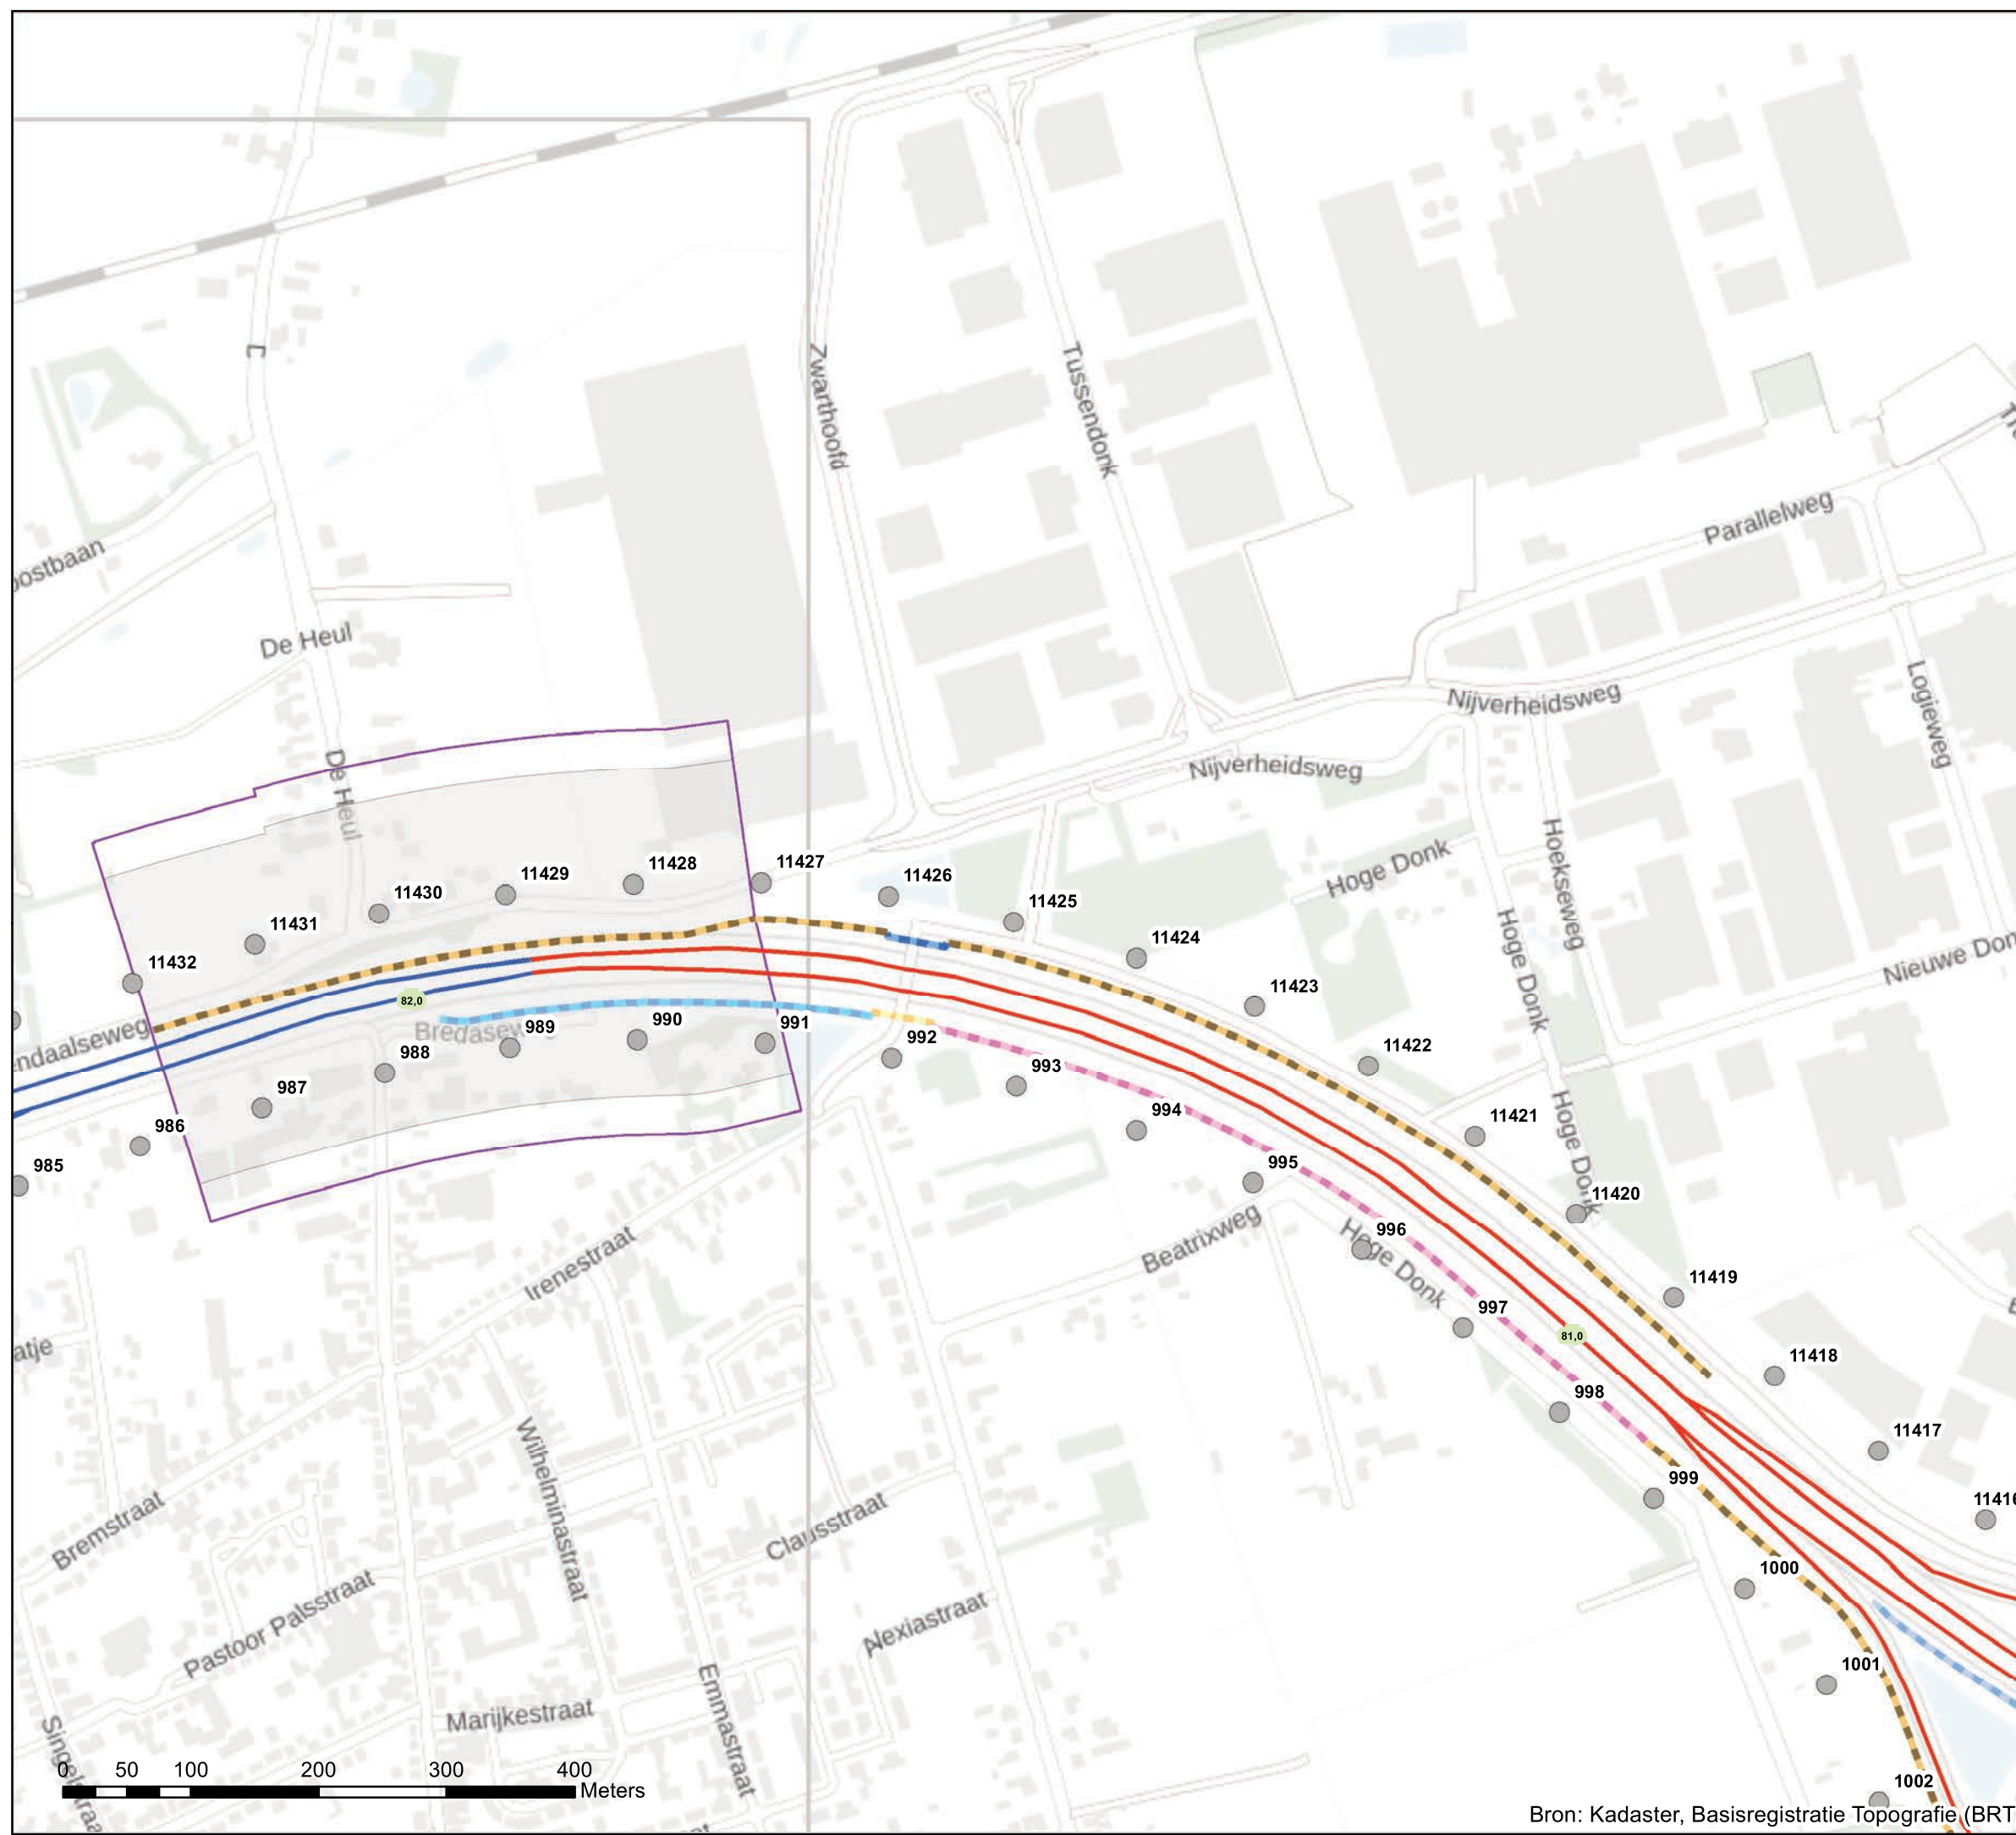 Zwarthoofd
Tussendonk
Parallelweg
De Heul
Nijverheidsweg
Logieweg
Nijverheidsweg
De Heul
Hoge Donk
Hoekseweg
Hoge Donk
11427
11428
11429
11426
11430
11425
11431
11424
11432
11423
82,0
Bredasew
989
990
991
992
11422
988
993
987
994
11421
986
Hoge Donk
985
995
11420
Beatrixweg
996
Hoge Donk
Irenestraat
11419
997
81,0
11418
998
11417
999
Wilhelminastraat
Clausstraat
Bremstraat
1000
Pastoor Palsstraat
Nexiastraat
1001
Marijkestraat
Emmastraat
0 50 100 200 300 400
Meters
1002
Bron: Kadaster, Basisregistratie Topografie (BRT